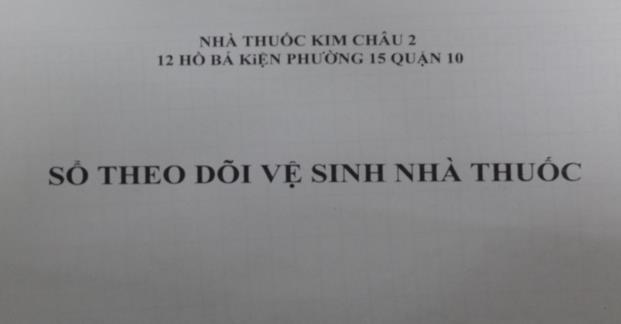 NHÀ THUỐC KIM CHÂU 2
12 HỒ BÁ KiỆN PHƯỜNG 15 QUẬN 10
SỔ THEO DÕI VỆ SINH NHÀ THUỐC